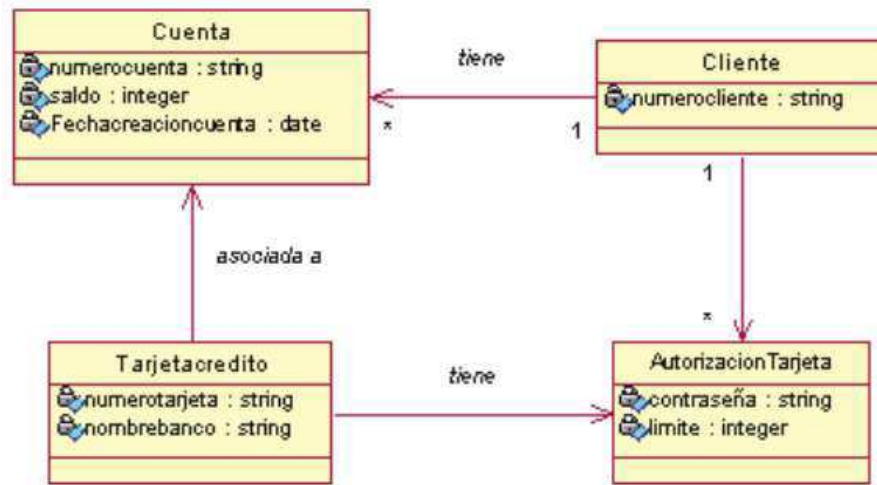 Cuenta
numerocuenta : string
saldo : integer
Fechacreacioncuenta : date
tiene
*
1
Cliente
numerocliente : string
1
*
asociada a
Tarjetacredito
numerotarjeta : string
nombrebanco : string
tiene
AutorizacionTarjeta
contraseña : string
limite : integer